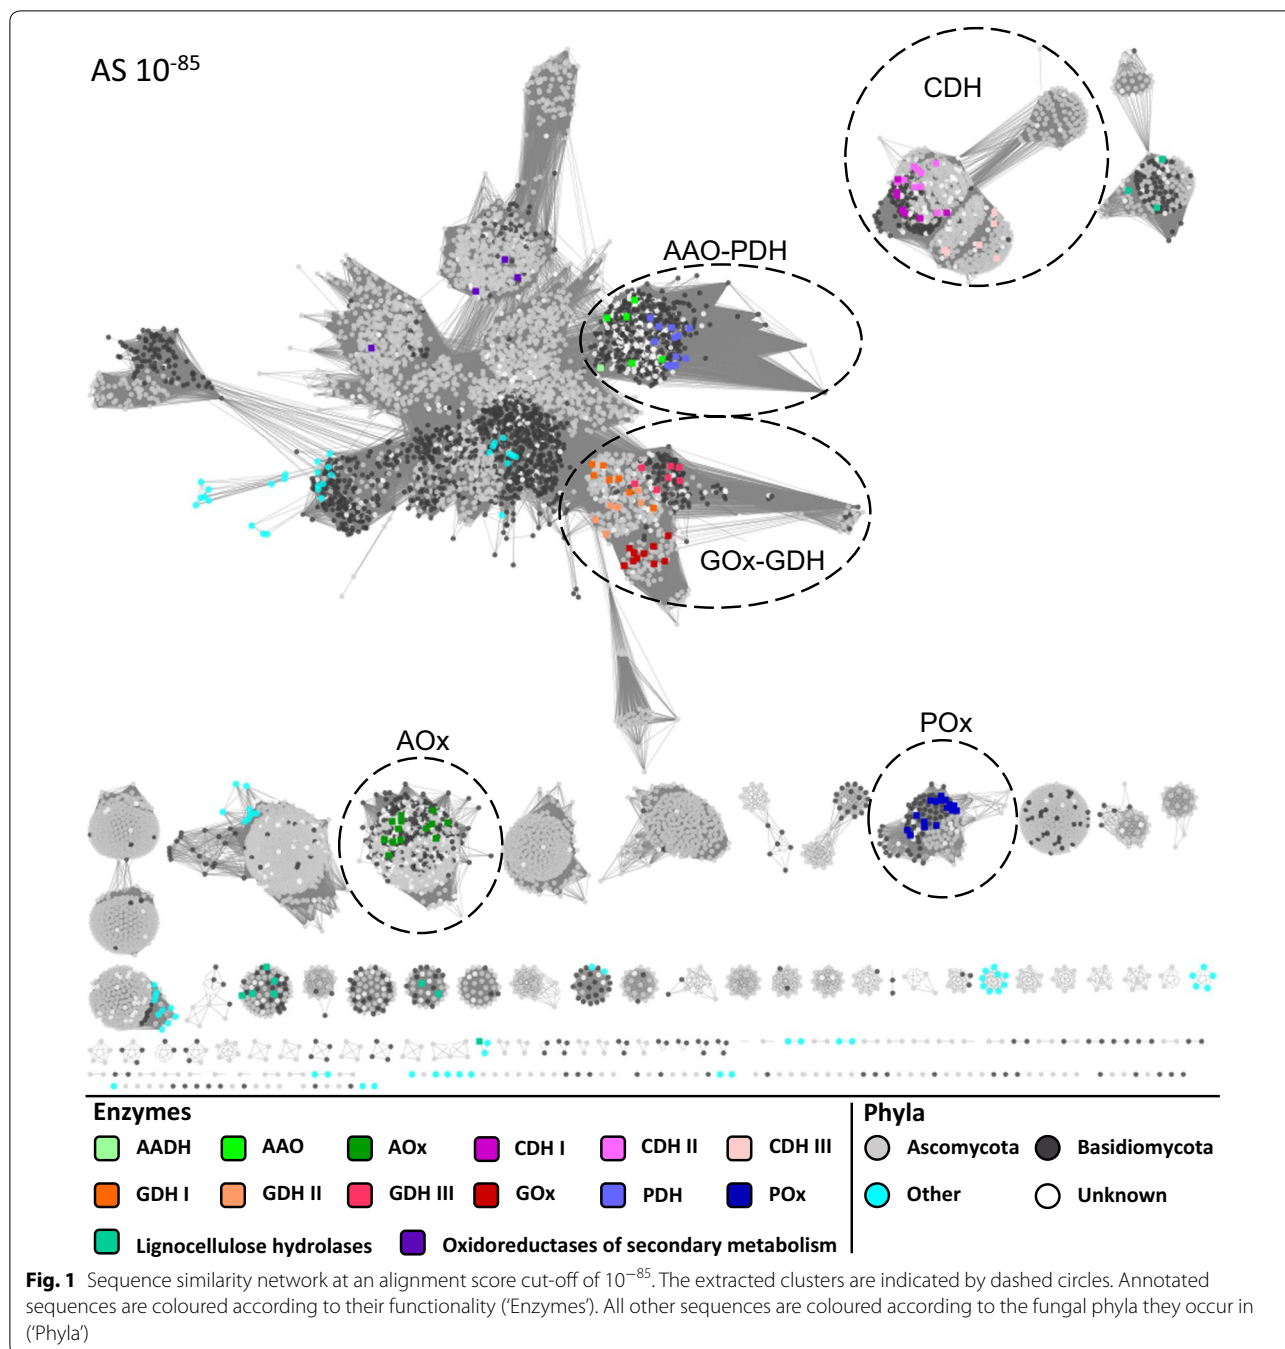 AS 10⁻⁸⁵
CDH
AAO-PDH
GOx-GDH
AOx
POx
Enzymes
AADH
AAO
AOx
CDH I
CDH II
CDH III
GDH I
GDH II
GDH III
GOx
PDH
POx
Lignocellulose hydrolases
Oxidoreductases of secondary metabolism
Phyla
Ascomycota
Basidiomycota
Other
Unknown
Fig. 1 Sequence similarity network at an alignment score cut-off of 10⁻⁸⁵. The extracted clusters are indicated by dashed circles. Annotated
sequences are coloured according to their functionality (‘Enzymes’). All other sequences are coloured according to the fungal phyla they occur in
(‘Phyla’)